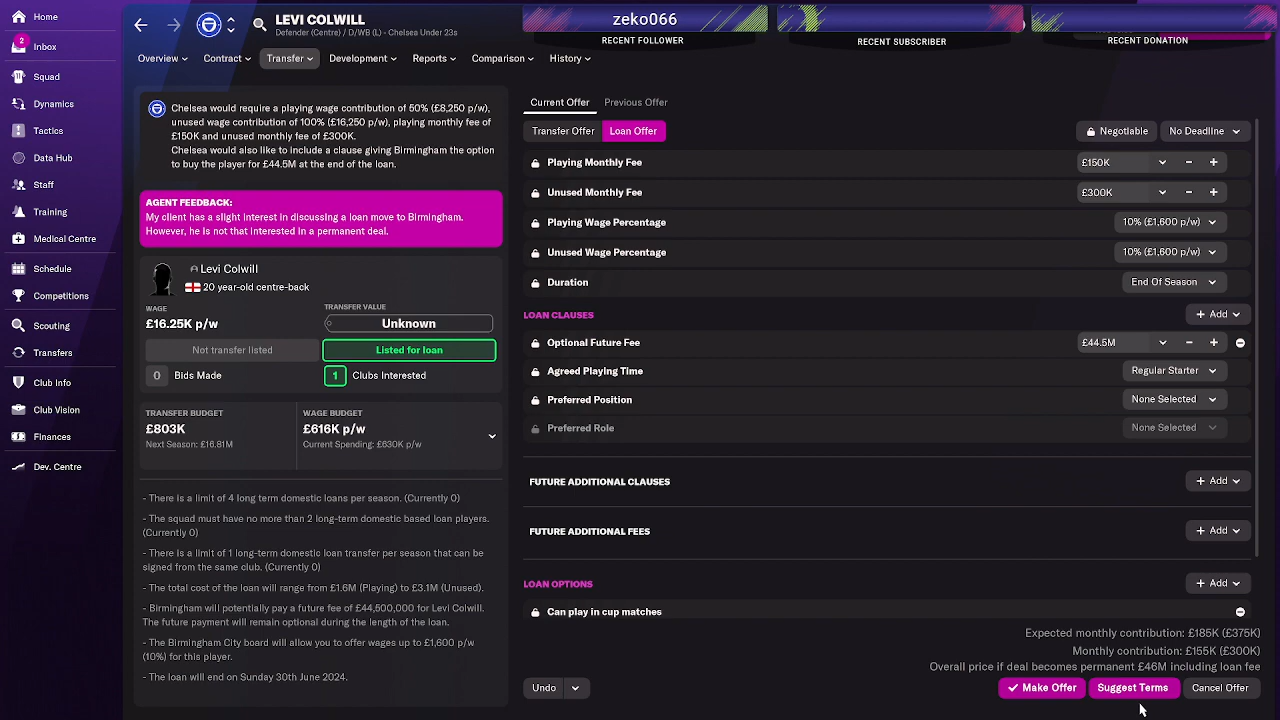 Home
2
Inbox
Squad
Dynamics
Tactics
Data Hub
Staff
Training
Medical Centre
Schedule
Competitions
Scouting
Transfers
Club Info
Club Vision
Finances
Dev. Centre
LEVI COLWILL
Defender (Centre) / D/WB (L) - Chelsea Under 23s
zeko066
RECENT FOLLOWER
RECENT SUBSCRIBER
RECENT DONATION
Overview
Contract
Transfer
Development
Reports
Comparison
History
Chelsea would require a playing wage contribution of 50% (£8,250 p/w),
unused wage contribution of 100% (£16,250 p/w), playing monthly fee of
£150K and unused monthly fee of £300K.
Chelsea would also like to include a clause giving Birmingham the option
to buy the player for £44.5M at the end of the loan.
AGENT FEEDBACK:
My client has a slight interest in discussing a loan move to Birmingham.
However, he is not that interested in a permanent deal.
Levi Colwill
20 year-old centre-back
WAGE
£16.25K p/w
TRANSFER VALUE
Unknown
Not transfer listed
Listed for loan
0 Bids Made
1 Clubs Interested
TRANSFER BUDGET
£803K
Next Season: £16.81M
WAGE BUDGET
£616K p/w
Current Spending: £630K p/w
- There is a limit of 4 long term domestic loans per season. (Currently 0)
- The squad must have no more than 2 long-term domestic based loan players.
(Currently 0)
- There is a limit of 1 long-term domestic loan transfer per season that can be
signed from the same club. (Currently 0)
- The total cost of the loan will range from £1.6M (Playing) to £3.1M (Unused).
- Birmingham will potentially pay a future fee of £44,500,000 for Levi Colwill.
The future payment will remain optional during the length of the loan.
- The Birmingham City board will allow you to offer wages up to £1,600 p/w
(10%) for this player.
- The loan will end on Sunday 30th June 2024.
Current Offer
Previous Offer
Transfer Offer
Loan Offer
Negotiable
No Deadline
Playing Monthly Fee
£150K
Unused Monthly Fee
£300K
Playing Wage Percentage
10% (£1,600 p/w)
Unused Wage Percentage
10% (£1,600 p/w)
Duration
End Of Season
LOAN CLAUSES
+ Add
Optional Future Fee
£44.5M
Agreed Playing Time
Regular Starter
Preferred Position
None Selected
Preferred Role
None Selected
FUTURE ADDITIONAL CLAUSES
+ Add
FUTURE ADDITIONAL FEES
+ Add
LOAN OPTIONS
+ Add
Can play in cup matches
Expected monthly contribution: £185K (£375K)
Monthly contribution: £155K (£300K)
Overall price if deal becomes permanent £46M including loan fee
Undo
Make Offer
Suggest Terms
Cancel Offer